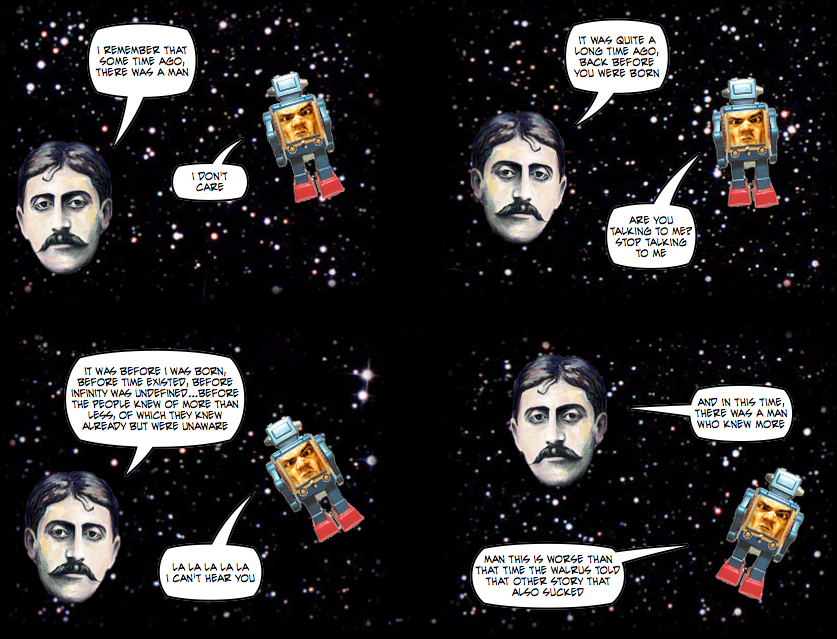 I REMEMBER THAT
SOME TIME AGO,
THERE WAS A MAN
I DON'T
CARE
IT WAS QUITE A
LONG TIME AGO,
BACK BEFORE
YOU WERE BORN
ARE YOU
TALKING TO ME?
STOP TALKING
TO ME
IT WAS BEFORE I WAS BORN,
BEFORE TIME EXISTED, BEFORE
INFINITY WAS UNDEFINED...BEFORE
THE PEOPLE KNEW OF MORE THAN
LESS, OF WHICH THEY KNEW
ALREADY BUT WERE UNAWARE
LA LA LA LA LA
I CAN'T HEAR YOU
AND IN THIS TIME,
THERE WAS A MAN
WHO KNEW MORE
MAN THIS IS WORSE THAN
THAT TIME THE WALRUS TOLD
THAT OTHER STORY THAT
ALSO SUCKED